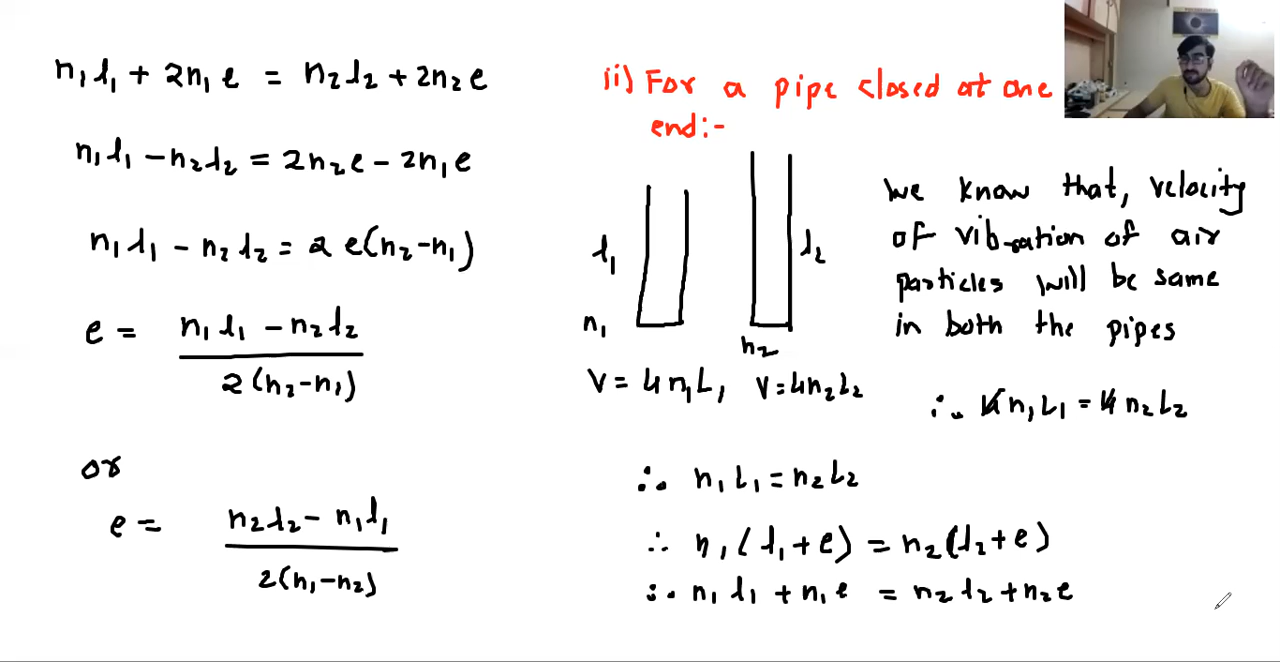 n₁l₁ + 2n₁e = n₂l₂ + 2n₂e
n₁l₁ - n₂l₂ = 2n₂e - 2n₁e
n₁l₁ - n₂l₂ = 2e(n₂-n₁)
e = n₁l₁ - n₂l₂ / 2(n₂-n₁)
or
e = n₂l₂ - n₁l₁ / 2(n₁-n₂)
ii) For a pipe closed at one
end:-
l₁
l₂
n₁
n₂
V = 4n₁L₁ V = 4n₂L₂
We know that, velocity
of vibration of air
particles will be same
in both the pipes
∴ 4n₁L₁ = 4n₂L₂
∴ n₁L₁ = n₂L₂
∴ n₁(l₁+e) = n₂(l₂+e)
∴ n₁l₁ + n₁e = n₂l₂ + n₂e